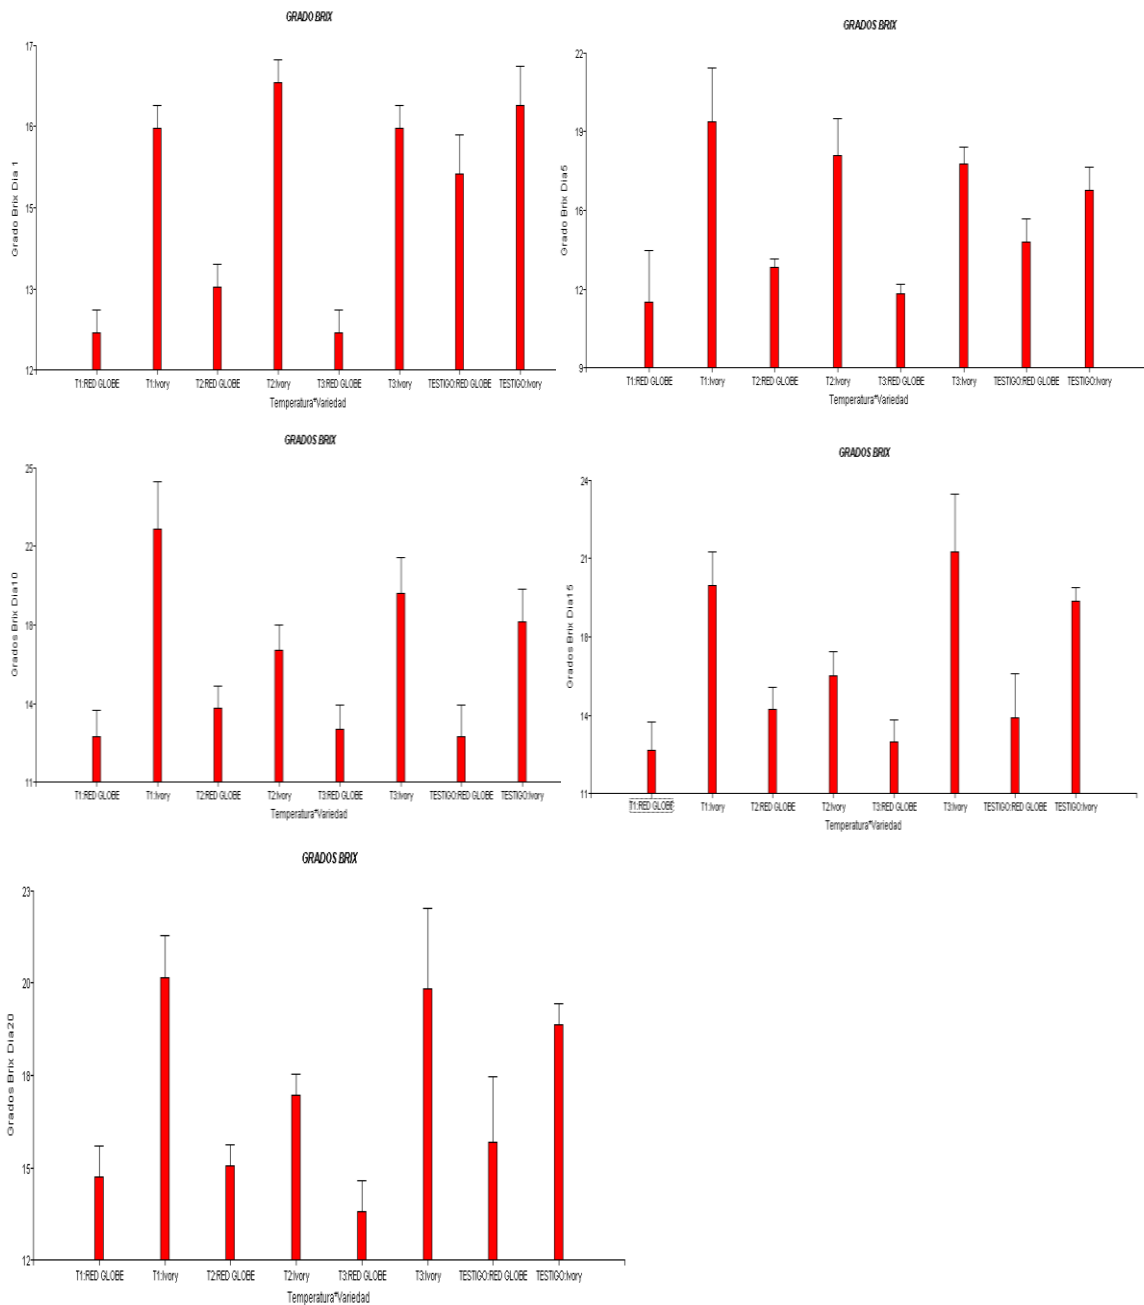 GRADO BRIX
Grado Brix Dia 1
17
16
15
13
12
T1:RED GLOBE T1:Ivory T2:RED GLOBE T2:Ivory T3:RED GLOBE T3:Ivory TESTIGO:RED GLOBE TESTIGO:Ivory
Temperatura*Variedad
GRADOS BRIX
Grado Brix Dia5
22
19
16
12
9
T1:RED GLOBE T1:Ivory T2:RED GLOBE T2:Ivory T3:RED GLOBE T3:Ivory TESTIGO:RED GLOBE TESTIGO:Ivory
Temperatura*Variedad
GRADOS BRIX
Grados Brix Dia10
25
22
18
14
11
T1:RED GLOBE T1:Ivory T2:RED GLOBE T2:Ivory T3:RED GLOBE T3:Ivory TESTIGO:RED GLOBE TESTIGO:Ivory
Temperatura*Variedad
GRADOS BRIX
Grados Brix Dia15
24
21
18
14
11
T1:RED GLOBE T1:Ivory T2:RED GLOBE T2:Ivory T3:RED GLOBE T3:Ivory TESTIGO:RED GLOBE TESTIGO:Ivory
Temperatura*Variedad
GRADOS BRIX
Grados Brix Dia20
23
20
18
15
12
T1:RED GLOBE T1:Ivory T2:RED GLOBE T2:Ivory T3:RED GLOBE T3:Ivory TESTIGO:RED GLOBE TESTIGO:Ivory
Temperatura*Variedad